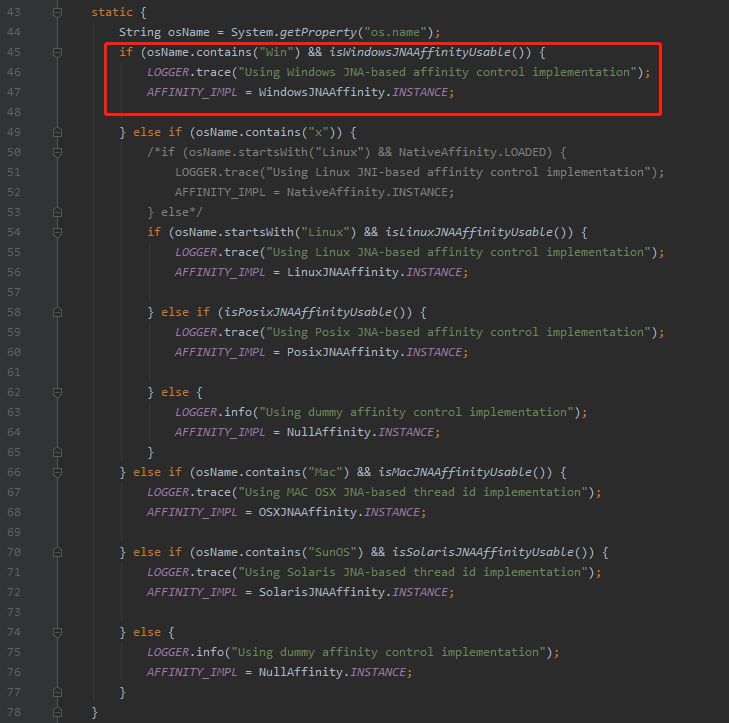 43 static {
44 String osName = System.getProperty("os.name");
45 if (osName.contains("Win") && isWindowsJNAAffinityUsable()) {
46 LOGGER.trace("Using Windows JNA-based affinity control implementation");
47 AFFINITY_IMPL = WindowsJNAAffinity.INSTANCE;
48
49 } else if (osName.contains("x")) {
50 /*if (osName.startsWith("Linux") && NativeAffinity.LOADED) {
51 LOGGER.trace("Using Linux JNI-based affinity control implementation");
52 AFFINITY_IMPL = NativeAffinity.INSTANCE;
53 } else*/
54 if (osName.startsWith("Linux") && isLinuxJNAAffinityUsable()) {
55 LOGGER.trace("Using Linux JNA-based affinity control implementation");
56 AFFINITY_IMPL = LinuxJNAAffinity.INSTANCE;
57
58 } else if (isPosixJNAAffinityUsable()) {
59 LOGGER.trace("Using Posix JNA-based affinity control implementation");
60 AFFINITY_IMPL = PosixJNAAffinity.INSTANCE;
61
62 } else {
63 LOGGER.info("Using dummy affinity control implementation");
64 AFFINITY_IMPL = NullAffinity.INSTANCE;
65 }
66 } else if (osName.contains("Mac") && isMacJNAAffinityUsable()) {
67 LOGGER.trace("Using MAC OSX JNA-based thread id implementation");
68 AFFINITY_IMPL = OSXJNAAffinity.INSTANCE;
69
70 } else if (osName.contains("SunOS") && isSolarisJNAAffinityUsable()) {
71 LOGGER.trace("Using Solaris JNA-based thread id implementation");
72 AFFINITY_IMPL = SolarisJNAAffinity.INSTANCE;
73
74 } else {
75 LOGGER.info("Using dummy affinity control implementation");
76 AFFINITY_IMPL = NullAffinity.INSTANCE;
77 }
78 }